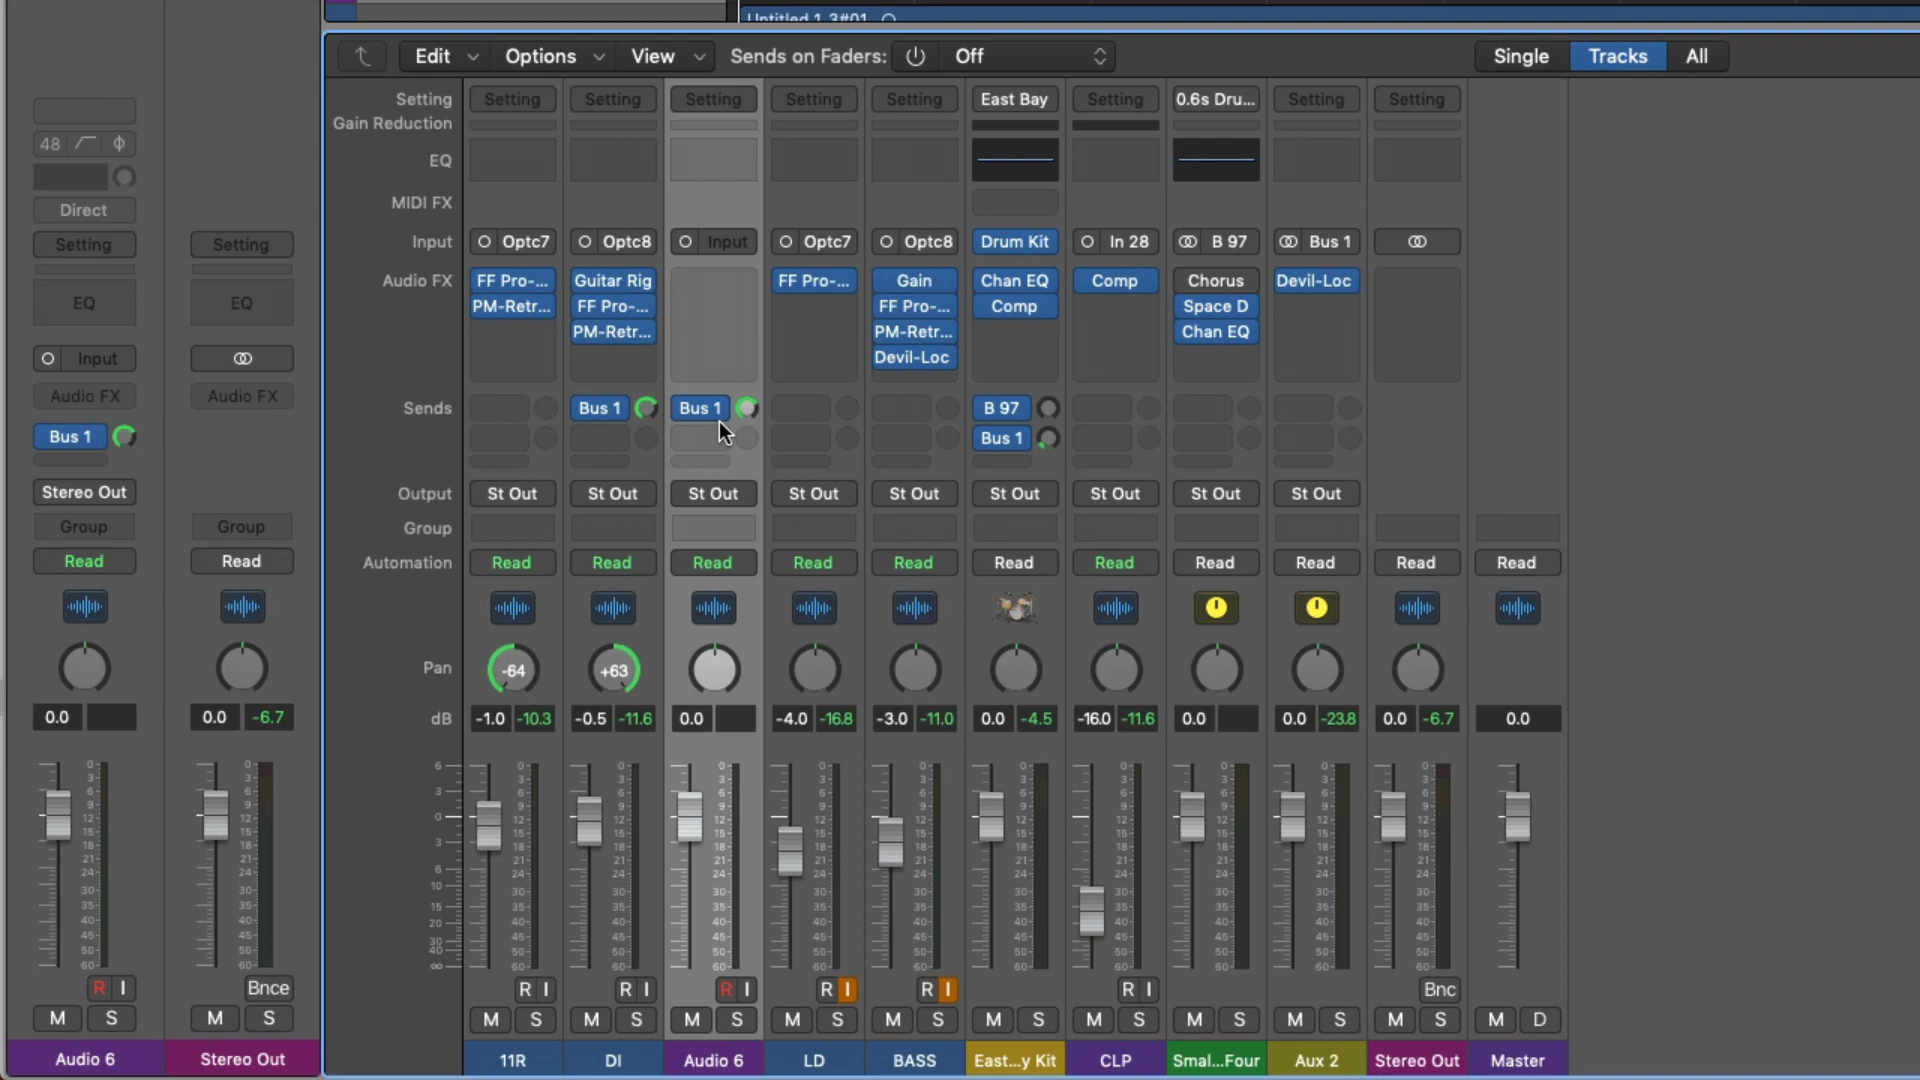 Untitled 1.3#01
Edit Options View Sends on Faders: Off Single Tracks All
Setting Setting Setting Setting Setting Setting East Bay Setting 0.6s Dru... Setting Setting
Gain Reduction
EQ
48
MIDI FX
Direct
Input Optc7 Optc8 Input Optc7 Optc8 Drum Kit In 28 B 97 Bus 1
Setting Setting
Audio FX FF Pro-... Guitar Rig FF Pro-... Gain Chan EQ Comp Chorus Devil-Loc
EQ EQ PM-Retr... FF Pro-... FF Pro-... Comp Space D
PM-Retr... PM-Retr... Chan EQ
Input Devil-Loc
Audio FX Audio FX
Sends Bus 1 Bus 1 B 97
Bus 1 Bus 1
Stereo Out Output St Out St Out St Out St Out St Out St Out St Out St Out St Out
Group Group Group
Read Read Automation Read Read Read Read Read Read Read Read Read Read Read
Pan -64 +63
0.0 0.0 -6.7 dB -1.0 -10.3 -0.5 -11.6 0.0 -4.0 -16.8 -3.0 -11.0 0.0 -4.5 -16.0 -11.6 0.0 0.0 -23.8 0.0 -6.7 0.0
R I Bnce R I R I R I R I R I R I Bnc
M S M S M S M S M S M S M S M S M S M S M S M S M D
Audio 6 Stereo Out 11R DI Audio 6 LD BASS East...y Kit CLP Smal...Four Aux 2 Stereo Out Master